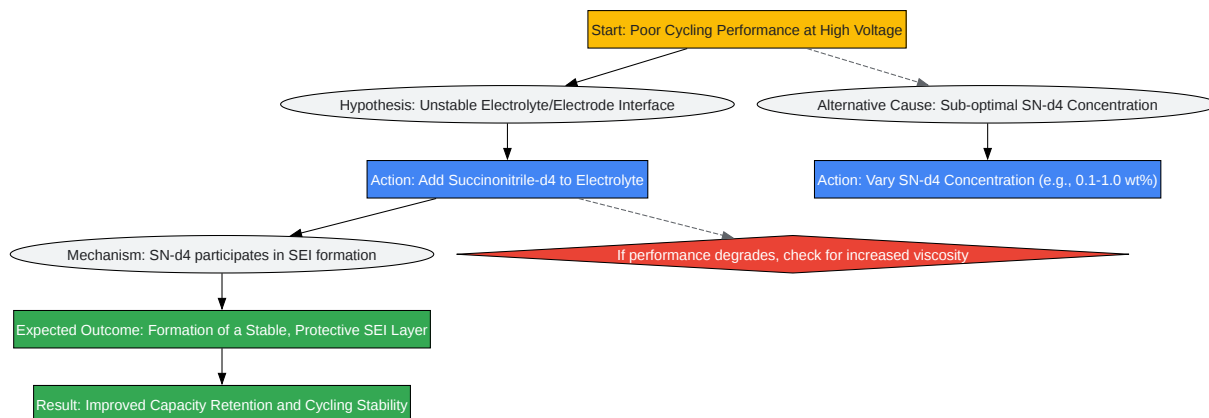 Start: Poor Cycling Performance at High Voltage
Hypothesis: Unstable Electrolyte/Electrode Interface
Alternative Cause: Sub-optimal SN-d4 Concentration
Action: Add Succinonitrile-d4 to Electrolyte
Action: Vary SN-d4 Concentration (e.g., 0.1-1.0 wt%)
Mechanism: SN-d4 participates in SEI formation
If performance degrades, check for increased viscosity
Expected Outcome: Formation of a Stable, Protective SEI Layer
Result: Improved Capacity Retention and Cycling Stability